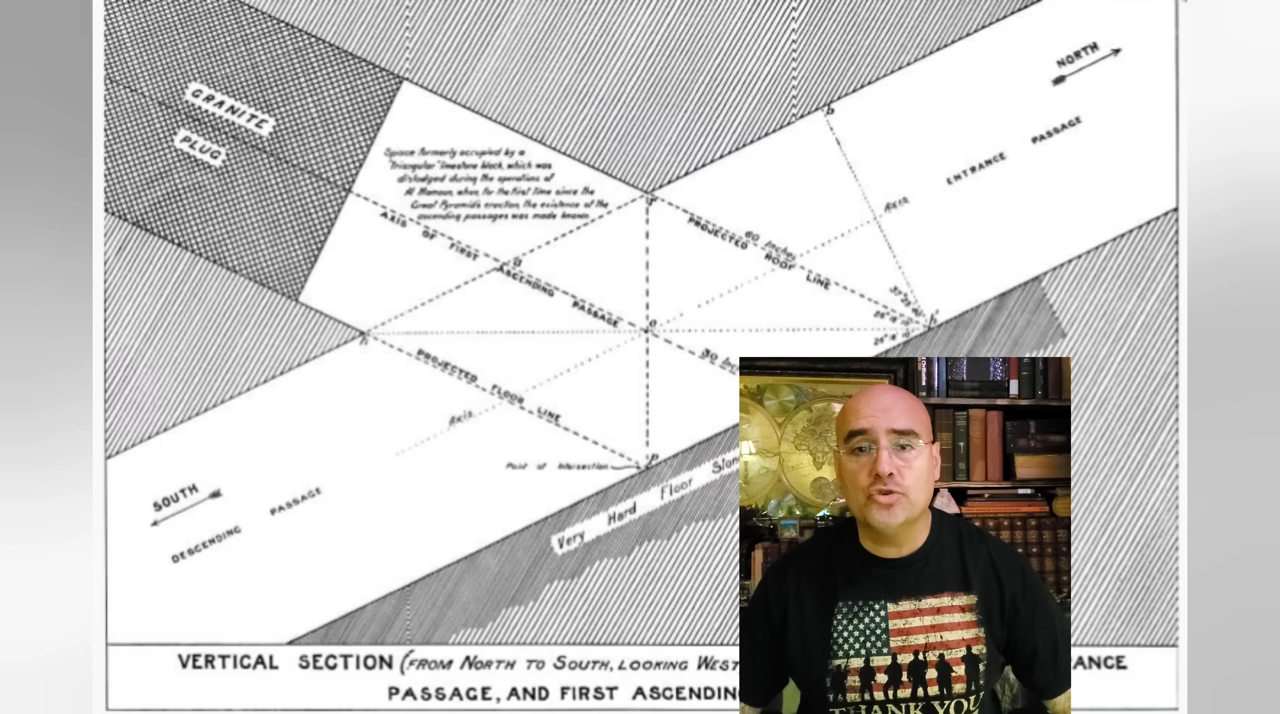 GRANITE
PLUG
Space formerly occupied by a
"Triangular" limestone block, which was
dislodged during the operations of
Al Mamoun, when, for the first time since the
Great Pyramid's erection, the existence of the
ascending passages was made known.
NORTH
ENTRANCE PASSAGE
AXIS
b
r
60 Inches
PROJECTED ROOF LINE
AXIS OF FIRST ASCENDING PASSAGE
a
o
n
PROJECTED FLOOR LINE
30
AXIS
Point of Intersection
P
SOUTH
DESCENDING PASSAGE
Very Hard Floor
VERTICAL SECTION (FROM NORTH TO SOUTH, LOOKING WEST
PASSAGE, AND FIRST
THANK YOU